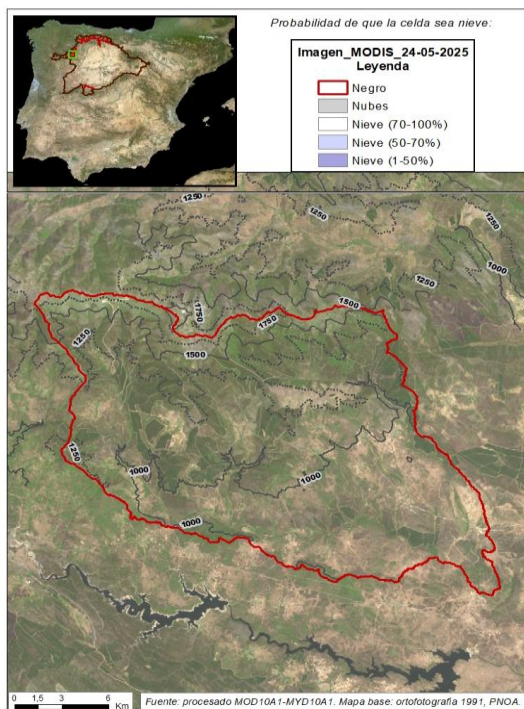 Probabilidad de que la celda sea nieve:
Imagen_MODIS_24-05-2025
Leyenda
Negro
Nubes
Nieve (70-100%)
Nieve (50-70%)
Nieve (1-50%)
1250
1250
1250
1000
1250
1750
1500
1750
1250
1500
1250
1000
1000
1000
0 1,5 3 6
Km
Fuente: procesado MOD10A1-MYD10A1. Mapa base: ortofotografía 1991, PNOA.